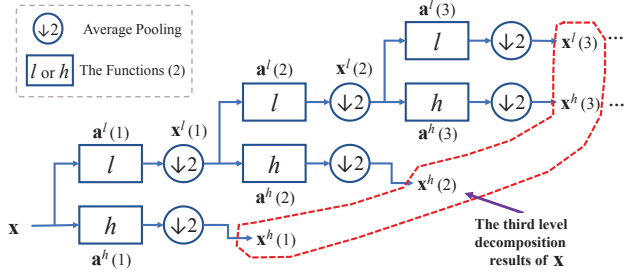 ↓2 Average Pooling
l or h The Functions (2)
a^l(3)
l ↓2 x^l(3) ...
a^l(2) x^l(2)
l ↓2 h ↓2 x^h(3) ...
a^h(3)
a^l(1) x^l(1)
l ↓2 h ↓2 x^h(2)
a^h(2)
x h ↓2 x^h(1)
a^h(1)
The third level
decomposition
results of x